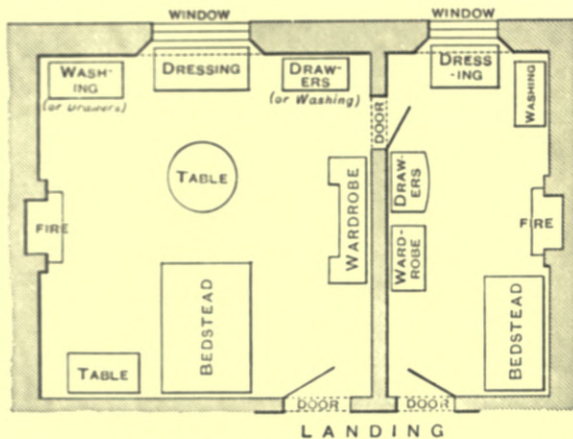 WINDOW
WINDOW
WASH-
ING
(or Drawers)
DRESSING
DRAW-
ERS
(or Washing)
DRESS
-ING
WASHING
DOOR
TABLE
WARDROBE
DRAW-
ERS
FIRE
FIRE
WARD-
ROBE
BEDSTEAD
BEDSTEAD
TABLE
DOOR
DOOR
LANDING